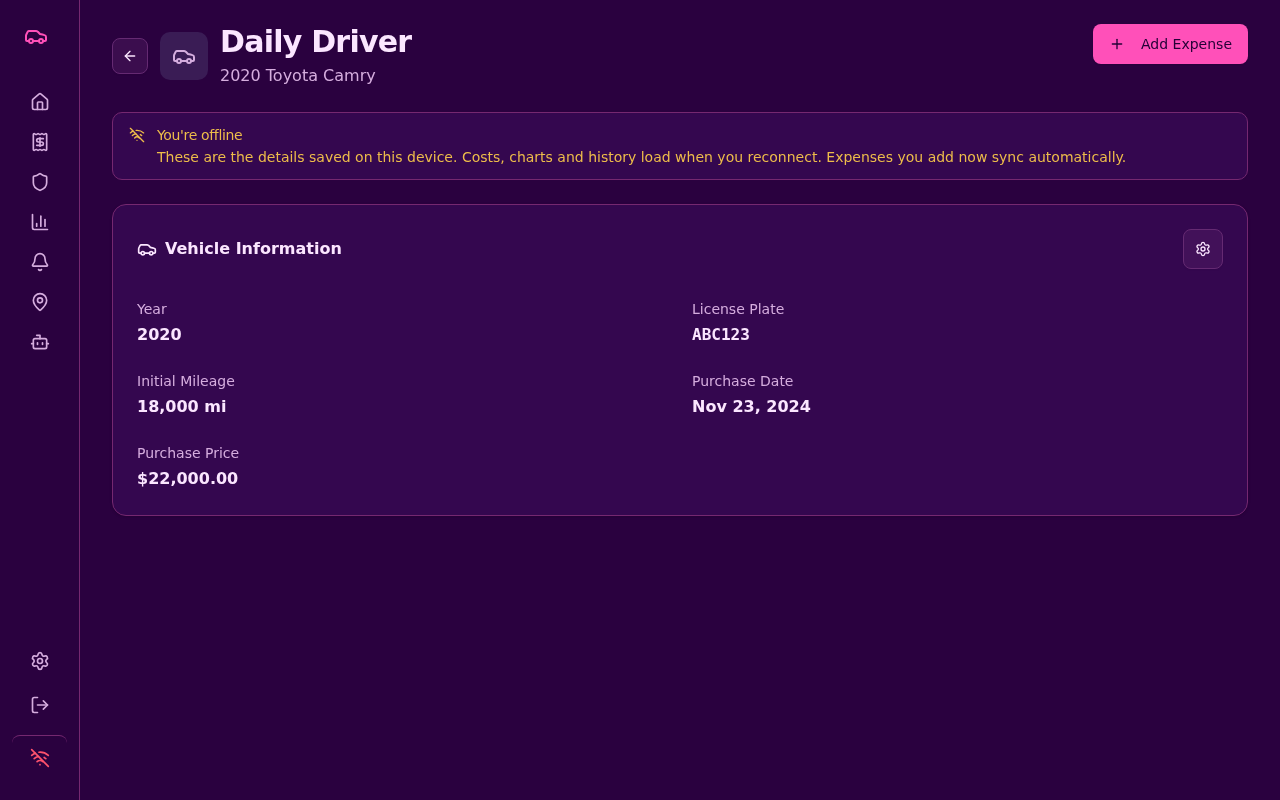 Daily Driver
2020 Toyota Camry
Add Expense
You're offline
These are the details saved on this device. Costs, charts and history load when you reconnect. Expenses you add now sync automatically.
Vehicle Information
Year
2020
License Plate
ABC123
Initial Mileage
18,000 mi
Purchase Date
Nov 23, 2024
Purchase Price
$22,000.00